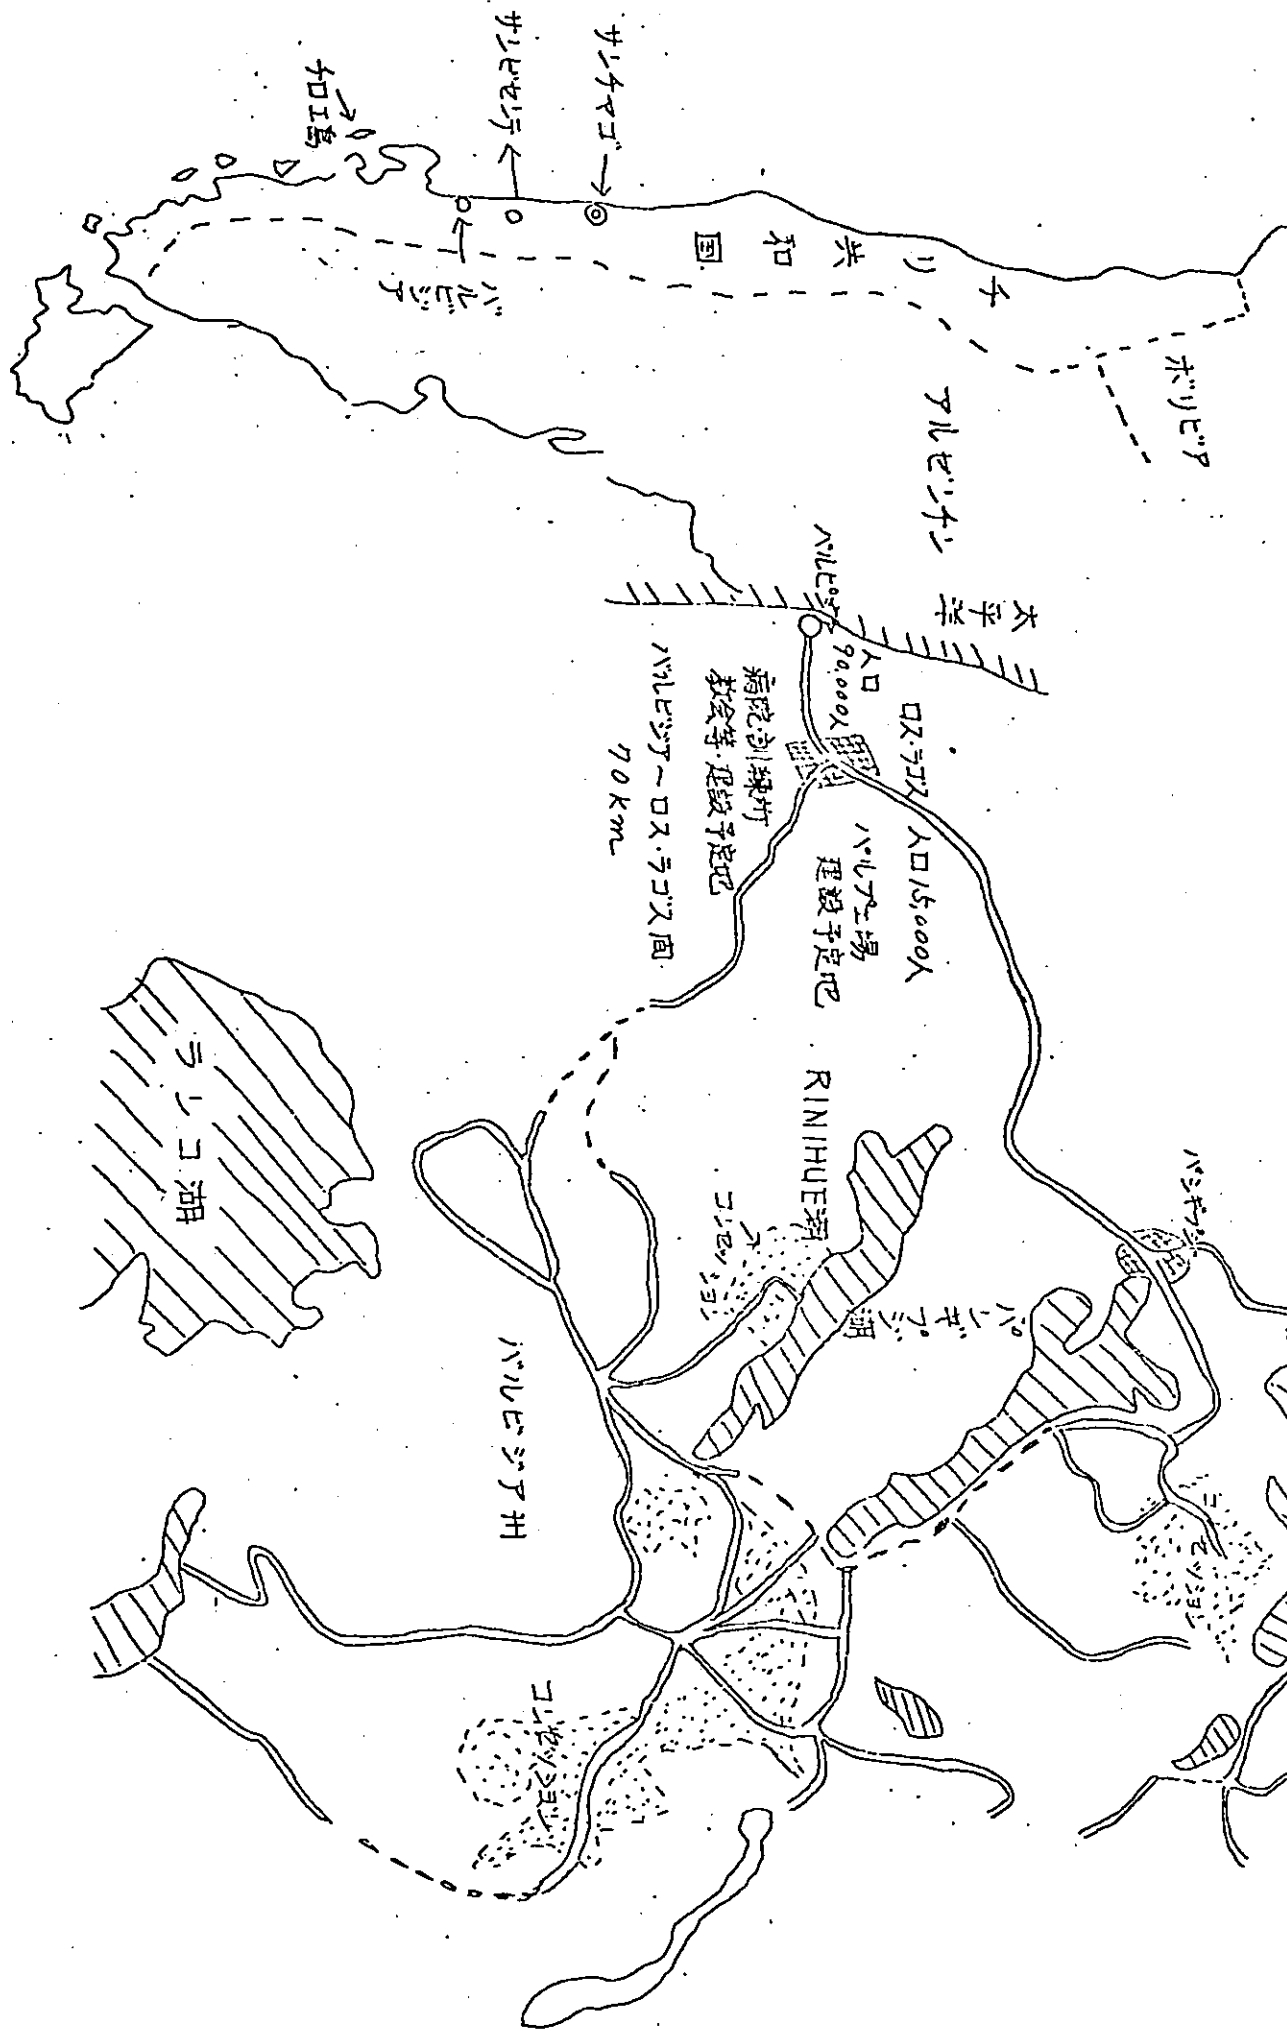 チリ共和国
ボリビア
アルゼンチン
サンチヤゴ
サンビセンテ
バルビジア
チロエ島
太平洋
バルビジア
人口
90,000人
ロス・ラゴス 人口15,000人
パルプ工場
建設予定地
病院、訓練所
教会等、建設予定地
バルビジア〜ロス・ラゴス間
70km
RINIHUE湖
パンギプジ
パンギプジ湖
コンセッション
コンセッション
コンセッション
ランコ湖
バルビジア州